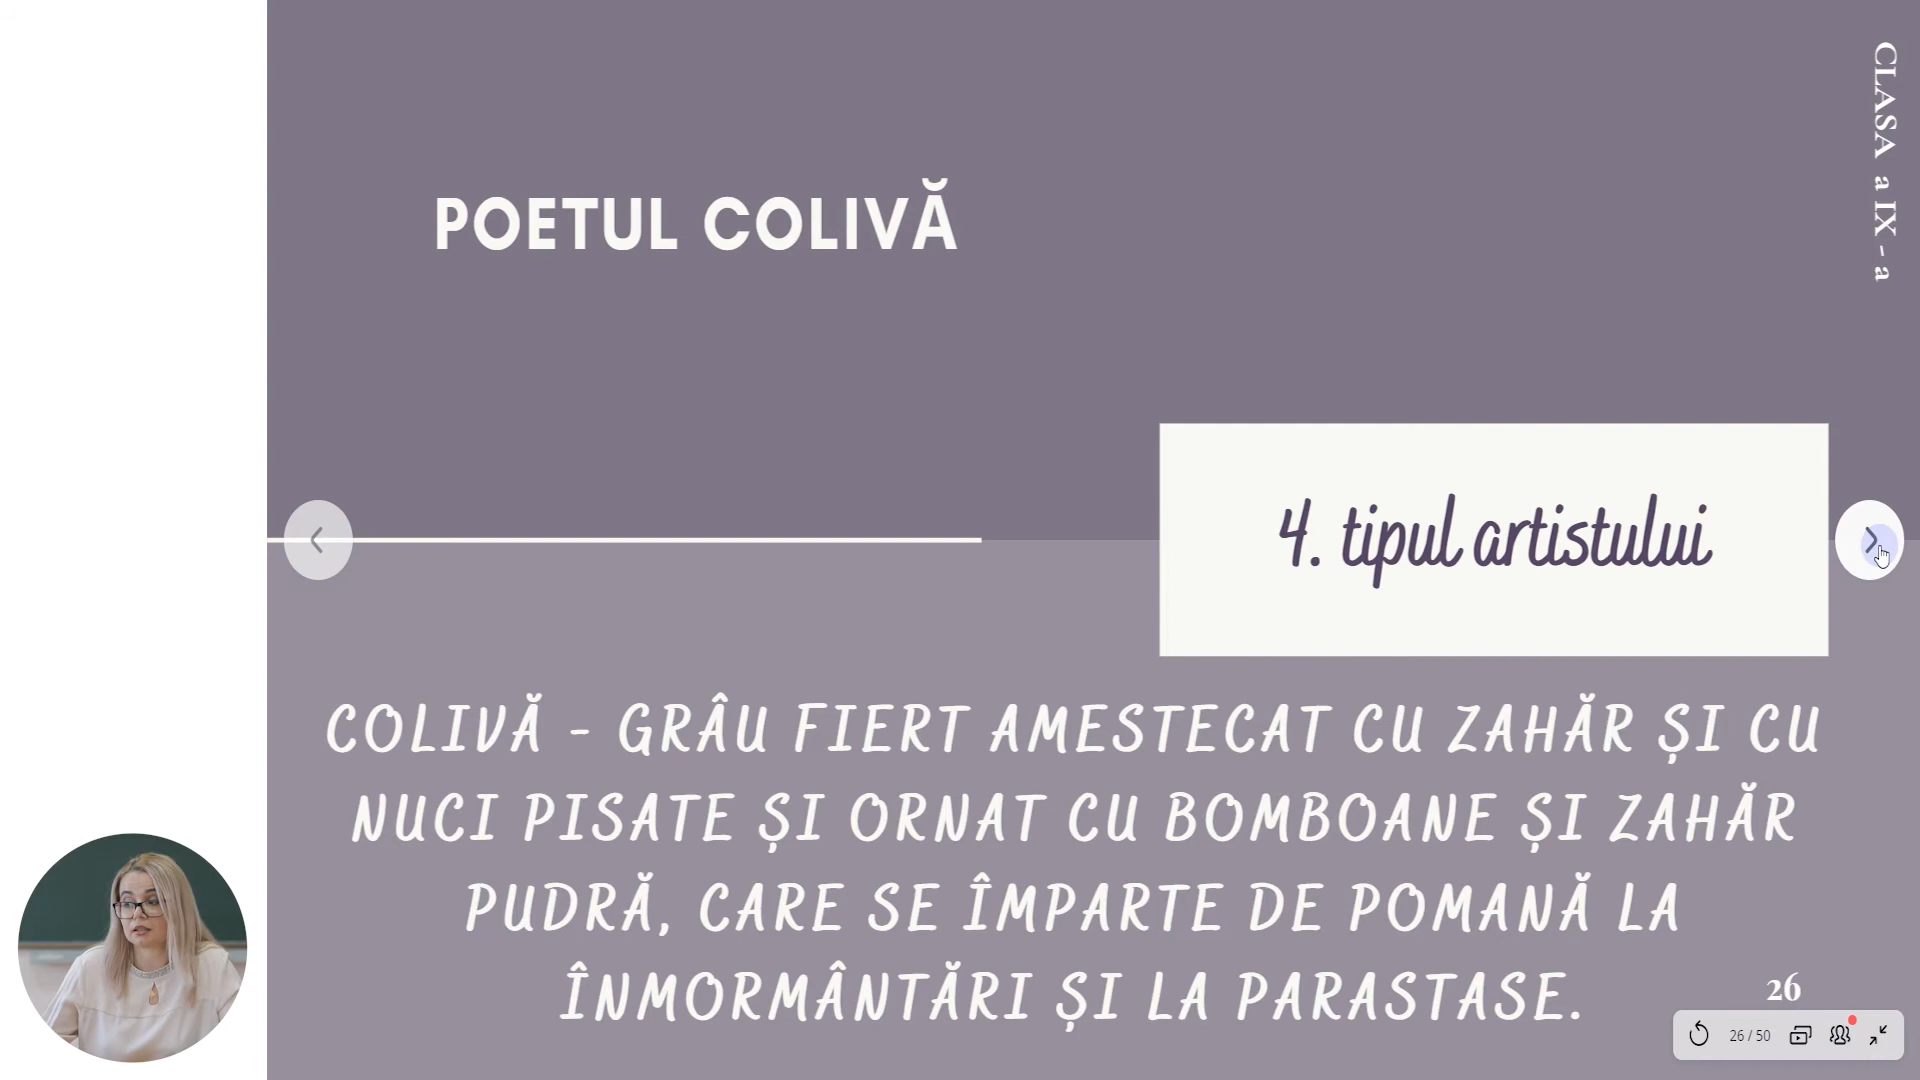 CLASA a IX-a
POETUL COLIVĂ
4. tipul artistului
COLIVĂ - GRÂU FIERT AMESTECAT CU ZAHĂR ȘI CU
NUCI PISATE ȘI ORNAT CU BOMBOANE ȘI ZAHĂR
PUDRĂ, CARE SE ÎMPARTE DE POMANĂ LA
ÎNMORMÂNTĂRI ȘI LA PARASTASE.
26
26 / 50